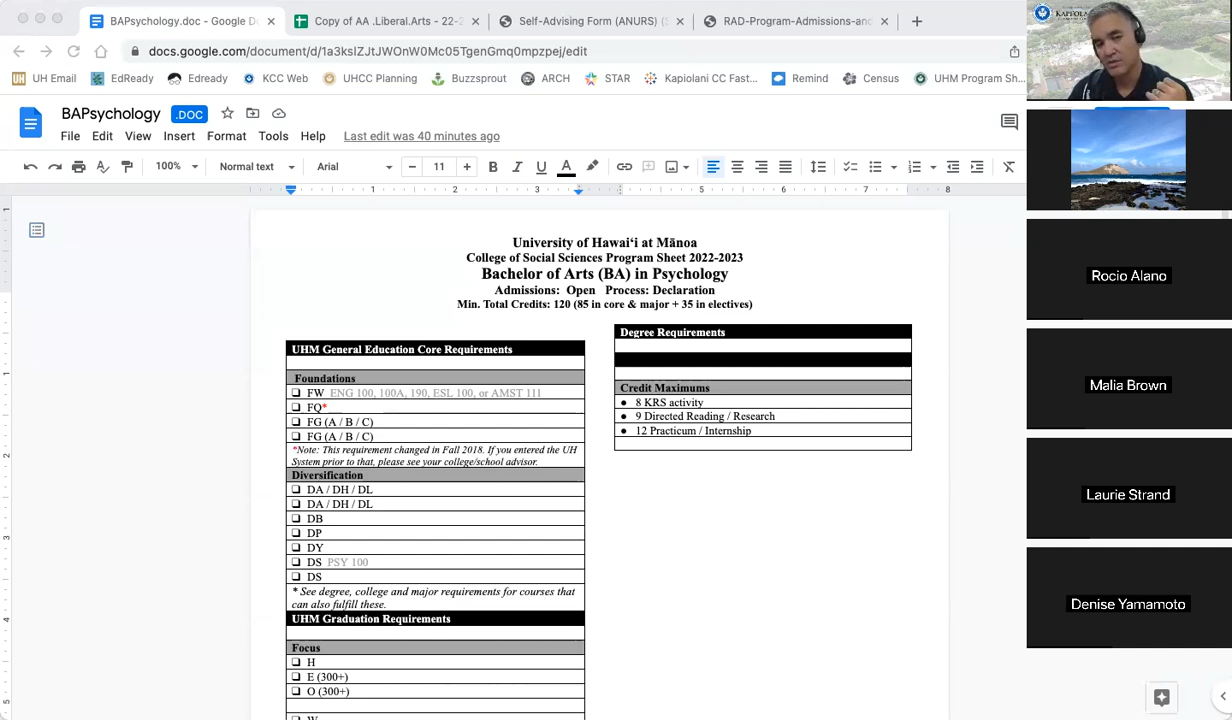 BAPsychology.doc - Google D
Copy of AA .Liberal.Arts - 22-2
Self-Advising Form (ANURS) (
RAD-Program-Admissions-and
docs.google.com/document/d/1a3kslZJtJWOnW0Mc05TgenGmq0mpzpej/edit
UH Email
EdReady
Edready
KCC Web
UHCC Planning
Buzzsprout
ARCH
STAR
Kapiolani CC Fast...
Remind
Census
UHM Program Sh...
BAPsychology .DOC
File Edit View Insert Format Tools Help Last edit was 40 minutes ago
100% Normal text Arial 11
1 2 3 5 6 7 8
University of Hawai‘i at Mānoa
College of Social Sciences Program Sheet 2022-2023
Bachelor of Arts (BA) in Psychology
Admissions: Open Process: Declaration
Min. Total Credits: 120 (85 in core & major + 35 in electives)
UHM General Education Core Requirements
Foundations
FW ENG 100, 100A, 190, ESL 100, or AMST 111
FQ*
FG (A / B / C)
FG (A / B / C)
*Note: This requirement changed in Fall 2018. If you entered the UH
System prior to that, please see your college/school advisor.
Diversification
DA / DH / DL
DA / DH / DL
DB
DP
DY
DS PSY 100
DS
* See degree, college and major requirements for courses that
can also fulfill these.
UHM Graduation Requirements
Focus
H
E (300+)
O (300+)
W
Degree Requirements
Credit Maximums
● 8 KRS activity
● 9 Directed Reading / Research
● 12 Practicum / Internship
Rocio Alano
Malia Brown
Laurie Strand
Denise Yamamoto